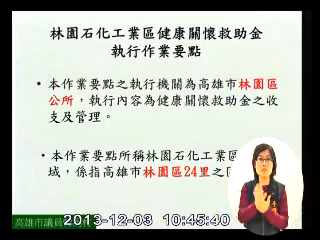 林園石化工業區健康關懷救助金
執行作業要點
• 本作業要點之執行機關為高雄市林園區
公所，執行內容為健康關懷救助金之收
支及管理。
• 本作業要點所稱林園石化工業區
域，係指高雄市林園區24里之
高雄市議員
2013-12-03 10:45:40